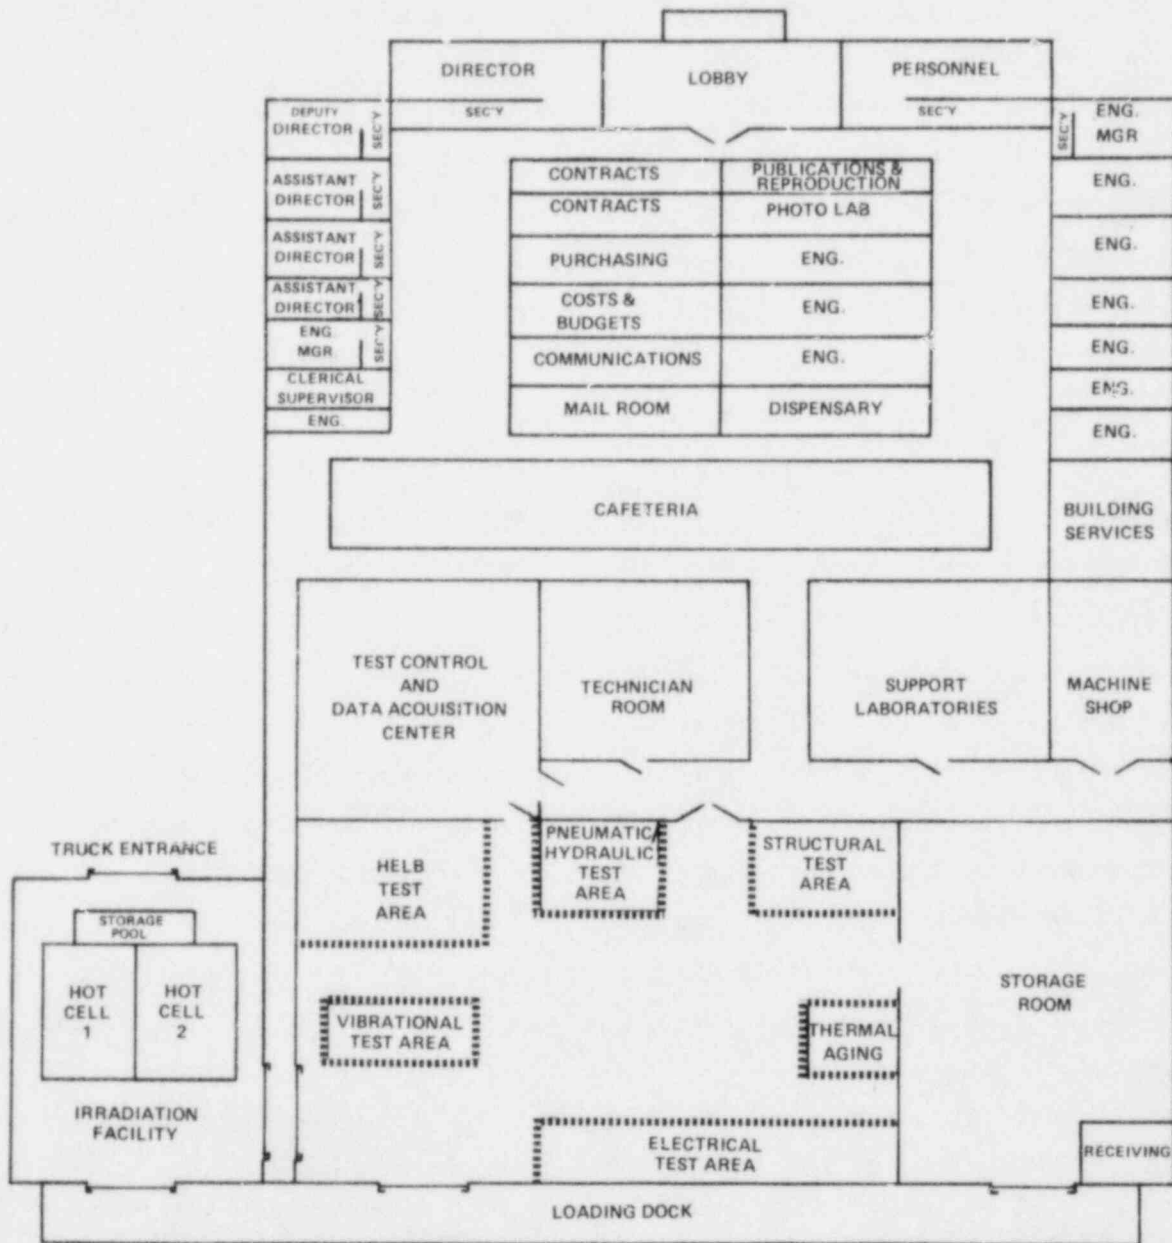 DIRECTOR
SEC'Y
LOBBY
PERSONNEL
SEC'Y
DEPUTY
DIRECTOR
SEC'Y
ASSISTANT
DIRECTOR
SEC'Y
ASSISTANT
DIRECTOR
SEC'Y
ASSISTANT
DIRECTOR
SEC'Y
ENG.
MGR.
SEC'Y
CLERICAL
SUPERVISOR
ENG.
CONTRACTS
CONTRACTS
PURCHASING
COSTS &
BUDGETS
COMMUNICATIONS
MAIL ROOM
PUBLICATIONS &
REPRODUCTION
PHOTO LAB
ENG.
ENG.
ENG.
DISPENSARY
SEC'Y
ENG.
MGR
ENG.
ENG.
ENG.
ENG.
ENG.
ENG.
CAFETERIA
BUILDING
SERVICES
TEST CONTROL
AND
DATA ACQUISITION
CENTER
TECHNICIAN
ROOM
SUPPORT
LABORATORIES
MACHINE
SHOP
TRUCK ENTRANCE
STORAGE
POOL
HOT
CELL
1
HOT
CELL
2
IRRADIATION
FACILITY
HELB
TEST
AREA
PNEUMATIC/
HYDRAULIC
TEST
AREA
STRUCTURAL
TEST
AREA
VIBRATIONAL
TEST AREA
THERMAL
AGING
STORAGE
ROOM
ELECTRICAL
TEST AREA
RECEIVING
LOADING DOCK